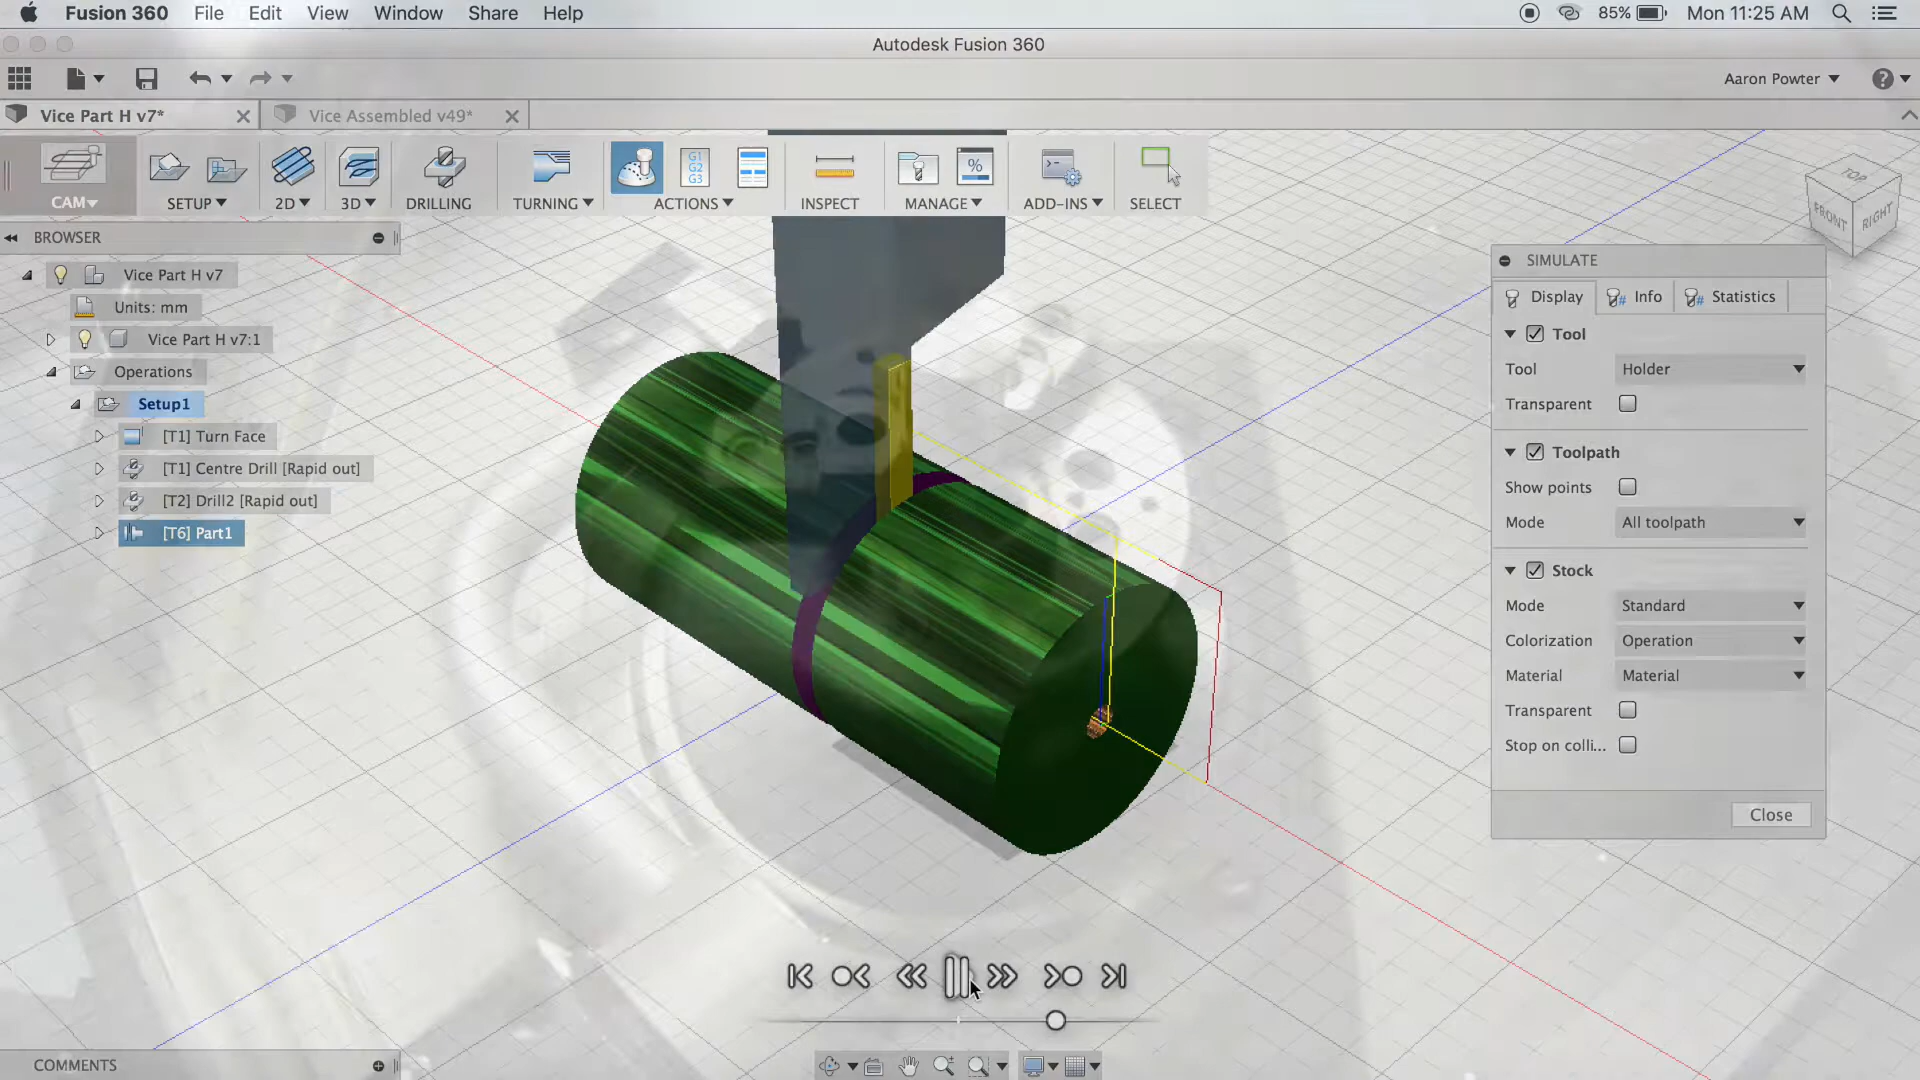 Fusion 360 File Edit View Window Share Help 85% Mon 11:25 AM
Autodesk Fusion 360
Aaron Powter
Vice Part H v7* Vice Assembled v49*
G1
G2
G3
%
CAM SETUP 2D 3D DRILLING TURNING ACTIONS INSPECT MANAGE ADD-INS SELECT
TOP
FRONT RIGHT
BROWSER
Vice Part H v7
Units: mm
Vice Part H v7:1
Operations
Setup1
[T1] Turn Face
[T1] Centre Drill [Rapid out]
[T2] Drill2 [Rapid out]
[T6] Part1
SIMULATE
Display Info Statistics
Tool
Tool Holder
Transparent
Toolpath
Show points
Mode All toolpath
Stock
Mode Standard
Colorization Operation
Material Material
Transparent
Stop on colli...
Close
COMMENTS